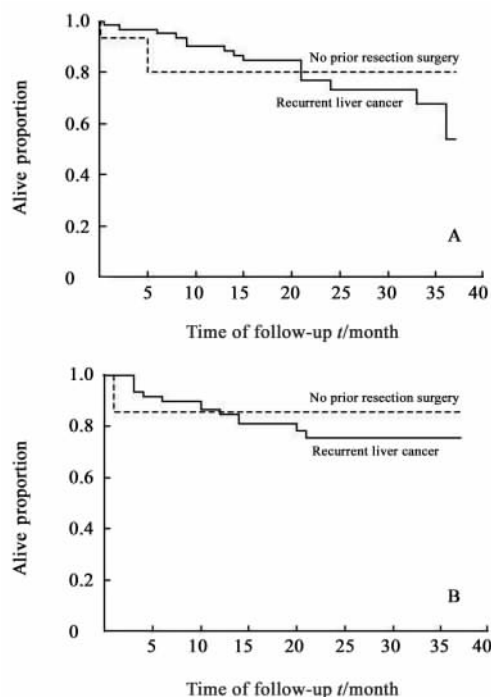 1.0
0.8
0.6
0.4
0.2
0
Alive proportion
No prior resection surgery
Recurrent liver cancer
A
5 10 15 20 25 30 35 40
Time of follow-up t/month
1.0
0.8
0.6
0.4
0.2
0
Alive proportion
No prior resection surgery
Recurrent liver cancer
B
5 10 15 20 25 30 35 40
Time of follow-up t/month